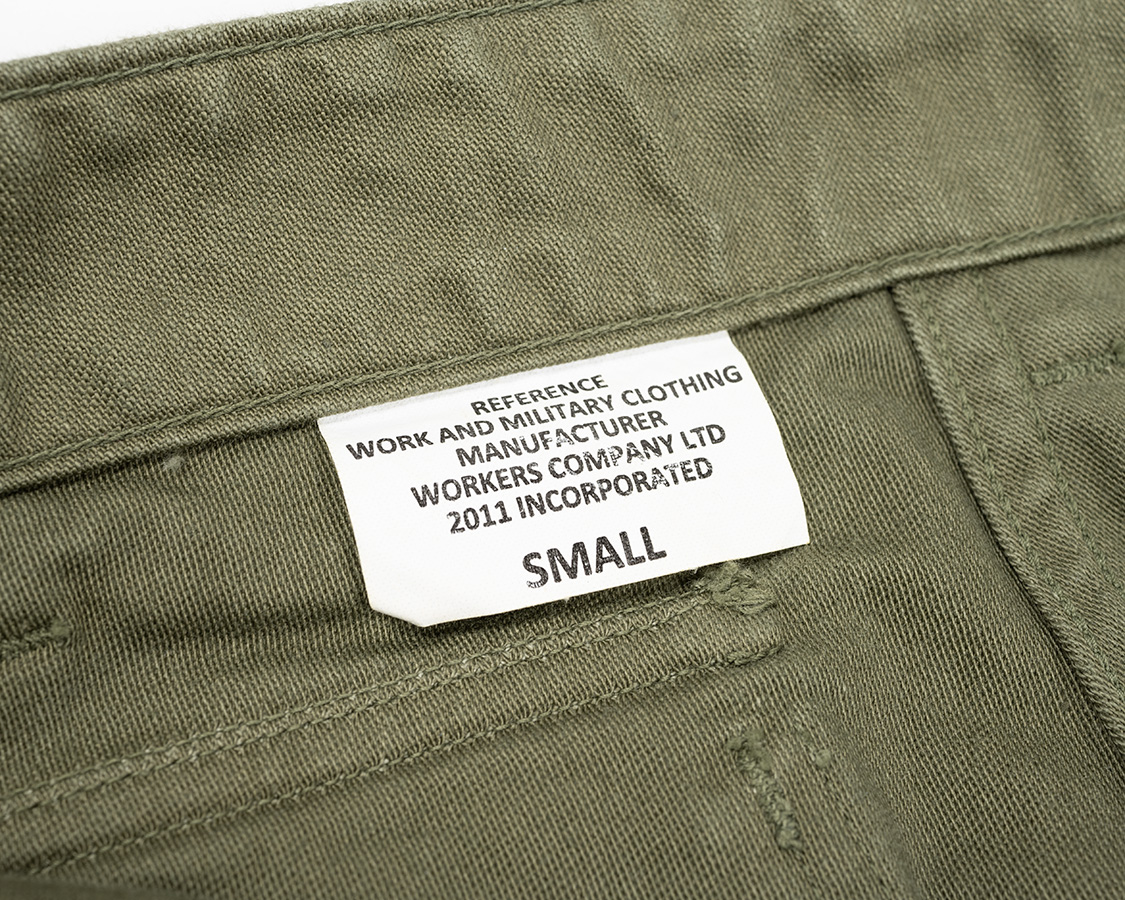 REFERENCE
WORK AND MILITARY CLOTHING
MANUFACTURER
WORKERS COMPANY LTD
2011 INCORPORATED
SMALL